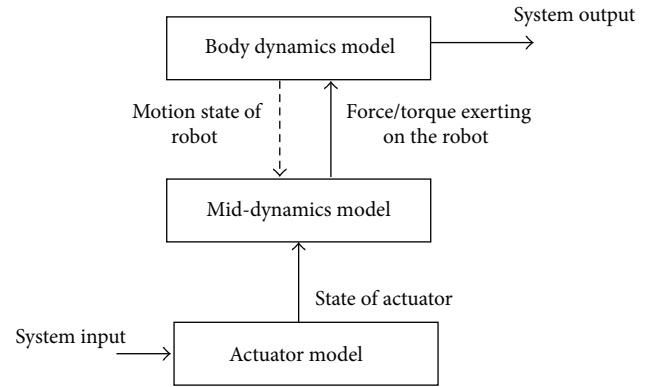 System output
Body dynamics model
Motion state of
robot
Force/torque exerting
on the robot
Mid-dynamics model
State of actuator
System input
Actuator model